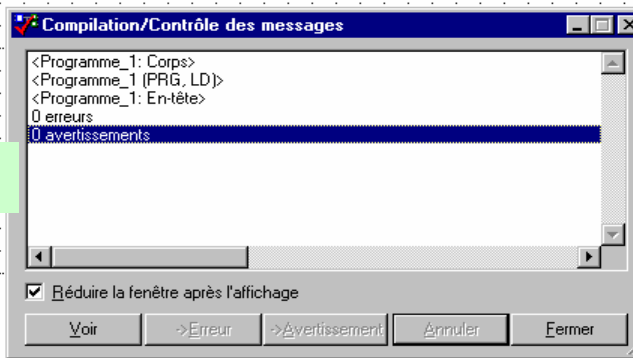 Compilation/Contrôle des messages
<Programme_1: Corps>
<Programme_1 (PRG, LD)>
<Programme_1: En-tête>
0 erreurs
0 avertissements
Réduire la fenêtre après l'affichage
Voir
->Erreur
->Avertissement
Annuler
Fermer